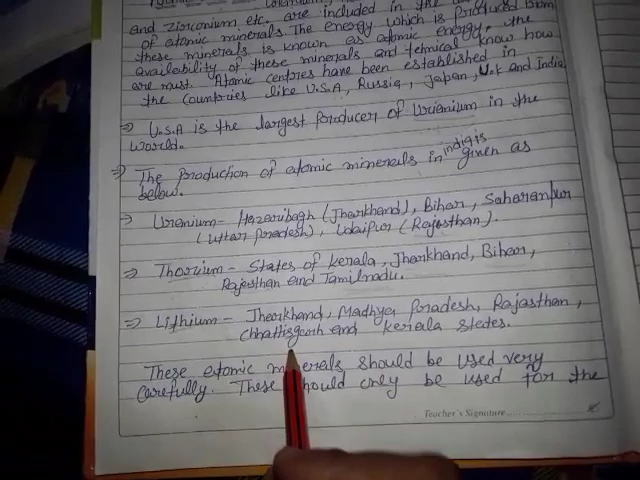 and zirconium etc. are included in the
of atomic minerals. The energy which is produced from
these minerals is known as atomic energy. The
availability of these minerals and tehnical know how
are must. Atomic centres have been established in
the countries like U.S.A, Russia, Japan, U.K and India.
⇒ U.S.A is the largest producer of Uranium in the
world.
⇒ The production of atomic minerals in india is given as
below.
⇒ Uranium - Hazaribagh (Jharkhand), Bihar, Saharanpur
(Uttar pradesh), Udaipur (Rajasthan).
⇒ Thorium - States of Kerala, Jharkhand, Bihar,
Rajasthan and Tamilnadu.
⇒ Lithium - Jharkhand, Madhya Pradesh, Rajasthan,
Chhattisgarh and Kerala states.
These atomic should be used very
carefully. These should only be used for the
Teacher's Signature